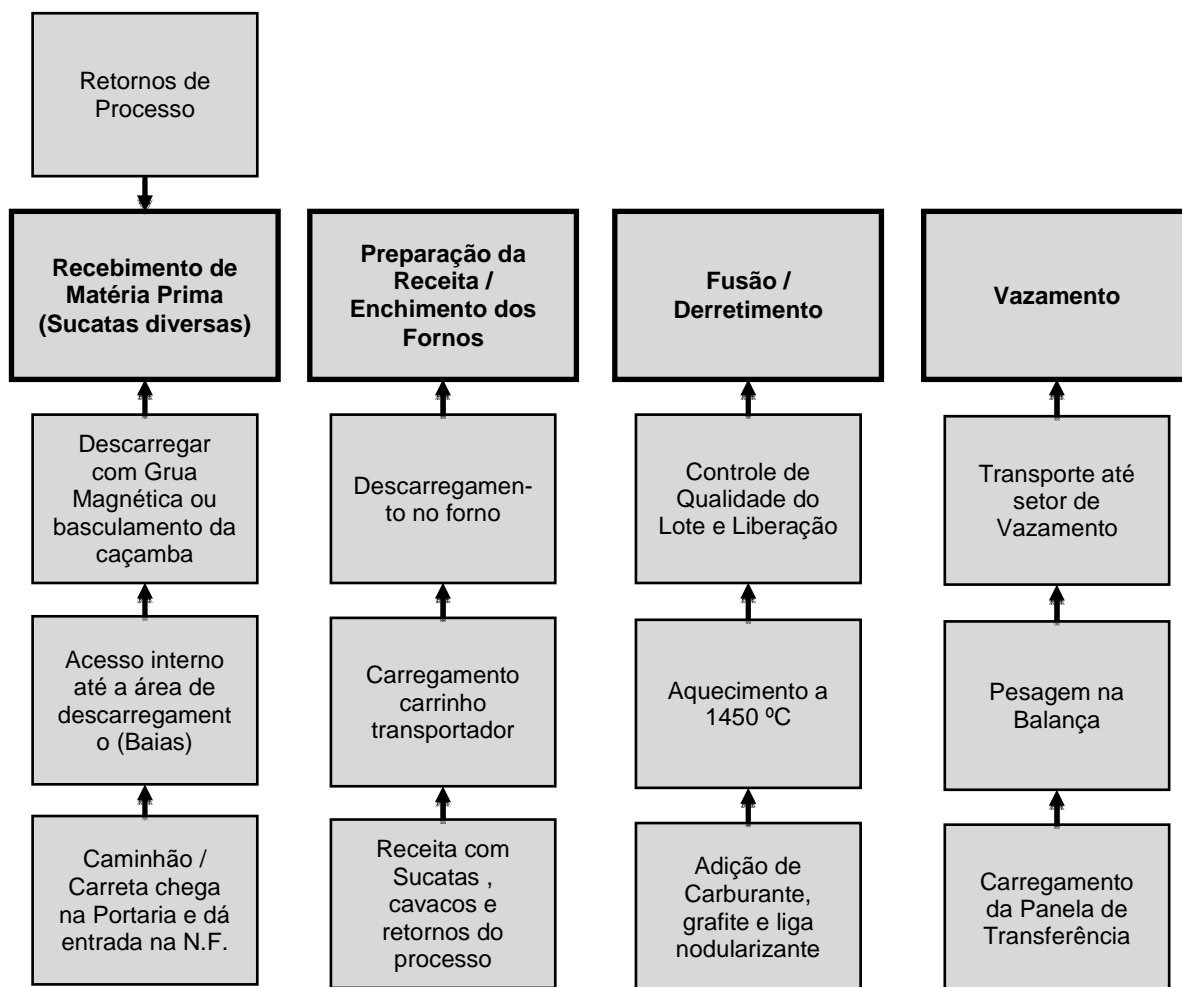 Retornos de
Processo
Recebimento de
Matéria Prima
(Sucatas diversas)
Preparação da
Receita /
Enchimento dos
Fornos
Fusão /
Derretimento
Vazamento
Descarregar
com Grua
Magnética ou
basculamento da
caçamba
Descarregamen-
to no forno
Controle de
Qualidade do
Lote e Liberação
Transporte até
setor de
Vazamento
Acesso interno
até a área de
descarregament
o (Baias)
Carregamento
carrinho
transportador
Aquecimento a
1450 ºC
Pesagem na
Balança
Caminhão /
Carreta chega
na Portaria e dá
entrada na N.F.
Receita com
Sucatas ,
cavacos e
retornos do
processo
Adição de
Carburante,
grafite e liga
nodularizante
Carregamento
da Panela de
Transferência